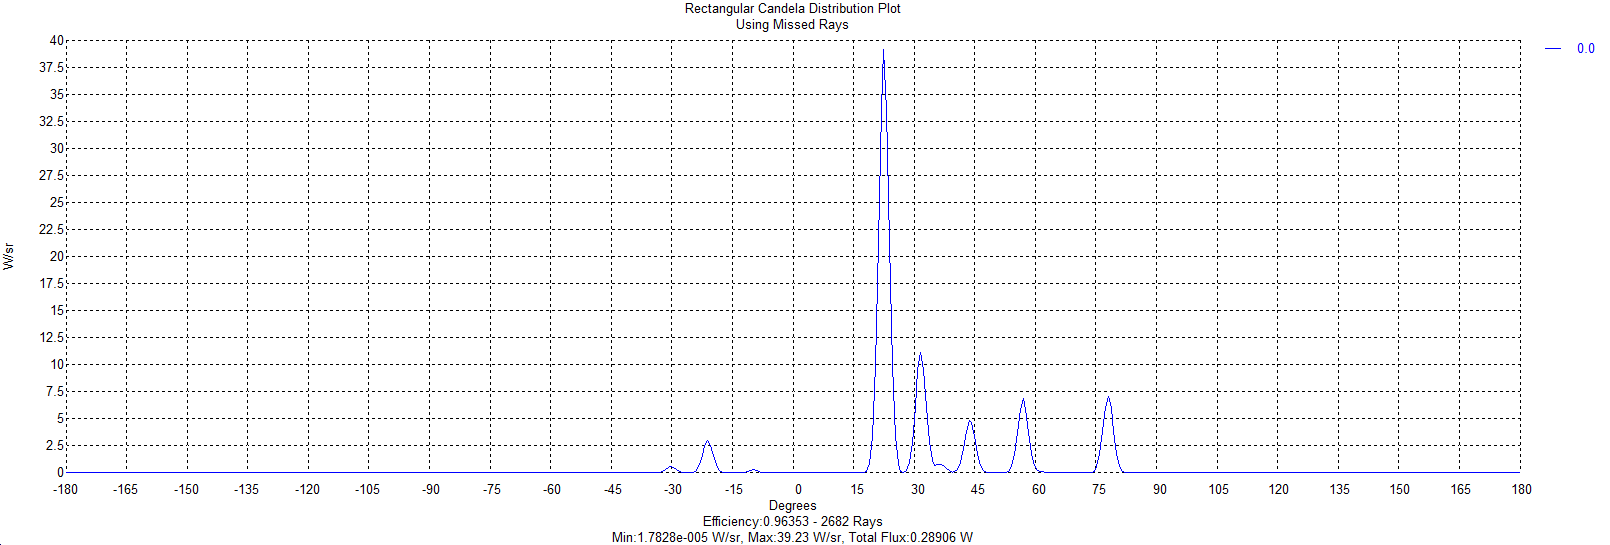 Rectangular Candela Distribution Plot
Using Missed Rays
40
37.5
35
32.5
30
27.5
25
22.5
20
17.5
15
12.5
10
7.5
5
2.5
0
W/sr
-180 -165 -150 -135 -120 -105 -90 -75 -60 -45 -30 -15 0 15 30 45 60 75 90 105 120 135 150 165 180
Degrees
Efficiency:0.96353 - 2682 Rays
Min:1.7828e-005 W/sr, Max:39.23 W/sr, Total Flux:0.28906 W
0.0